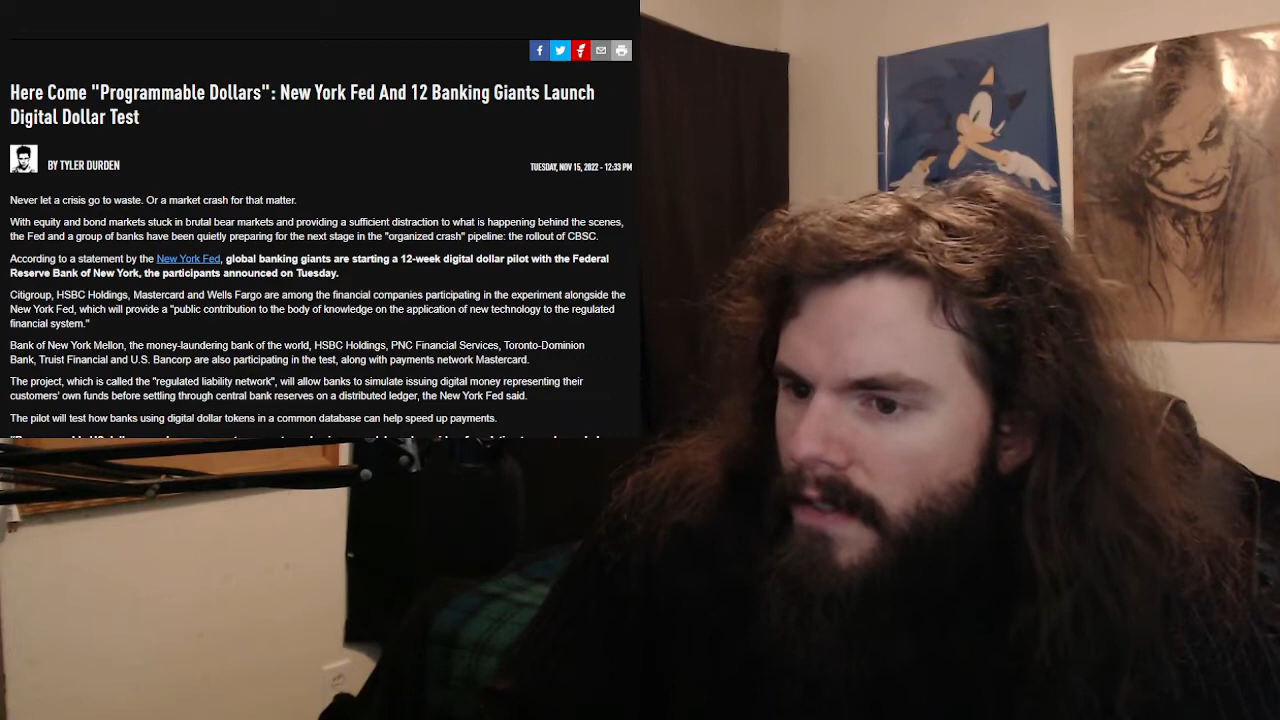 Here Come "Programmable Dollars": New York Fed And 12 Banking Giants Launch
Digital Dollar Test
BY TYLER DURDEN
TUESDAY, NOV 15, 2022 - 12:33 PM
Never let a crisis go to waste. Or a market crash for that matter.
With equity and bond markets stuck in brutal bear markets and providing a sufficient distraction to what is happening behind the scenes,
the Fed and a group of banks have been quietly preparing for the next stage in the "organized crash" pipeline: the rollout of CBSC.
According to a statement by the New York Fed, global banking giants are starting a 12-week digital dollar pilot with the Federal
Reserve Bank of New York, the participants announced on Tuesday.
Citigroup, HSBC Holdings, Mastercard and Wells Fargo are among the financial companies participating in the experiment alongside the
New York Fed, which will provide a "public contribution to the body of knowledge on the application of new technology to the regulated
financial system."
Bank of New York Mellon, the money-laundering bank of the world, HSBC Holdings, PNC Financial Services, Toronto-Dominion
Bank, Truist Financial and U.S. Bancorp are also participating in the test, along with payments network Mastercard.
The project, which is called the "regulated liability network", will allow banks to simulate issuing digital money representing their
customers' own funds before settling through central bank reserves on a distributed ledger, the New York Fed said.
The pilot will test how banks using digital dollar tokens in a common database can help speed up payments.